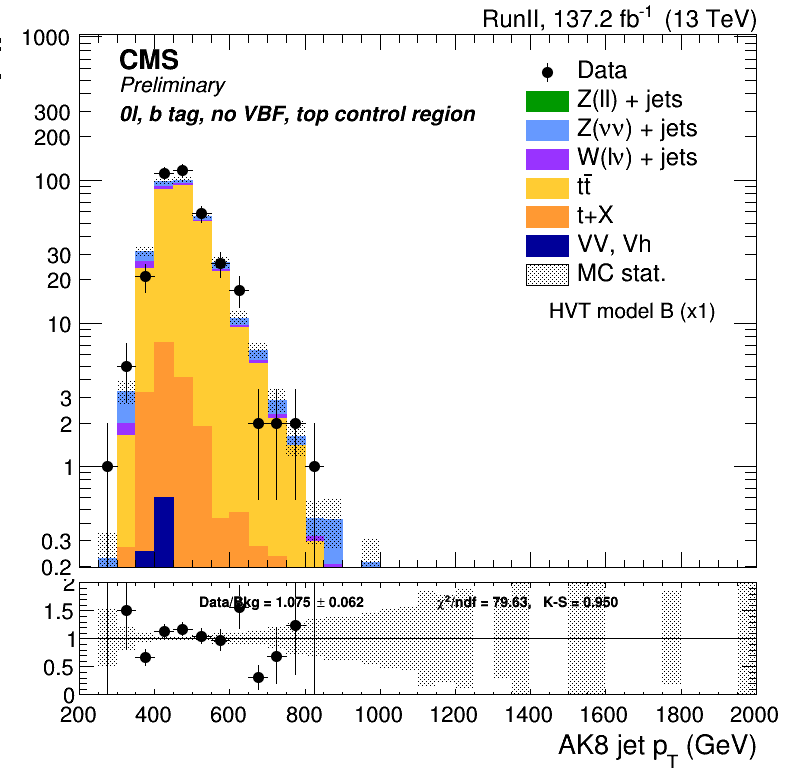 RunII, 137.2 fb⁻¹ (13 TeV)
CMS
Preliminary
0l, b tag, no VBF, top control region
Data
Z(ll) + jets
Z(νν) + jets
W(lν) + jets
tt̄
t+X
VV, Vh
MC stat.
HVT model B (x1)
1000
300
200
100
30
20
10
3
2
1
0.3
0.2
Data/Bkg = 1.075 ± 0.062
χ²/ndf = 79.63, K-S = 0.950
2
1.5
1
0.5
0
200 400 600 800 1000 1200 1400 1600 1800 2000
AK8 jet p_T (GeV)